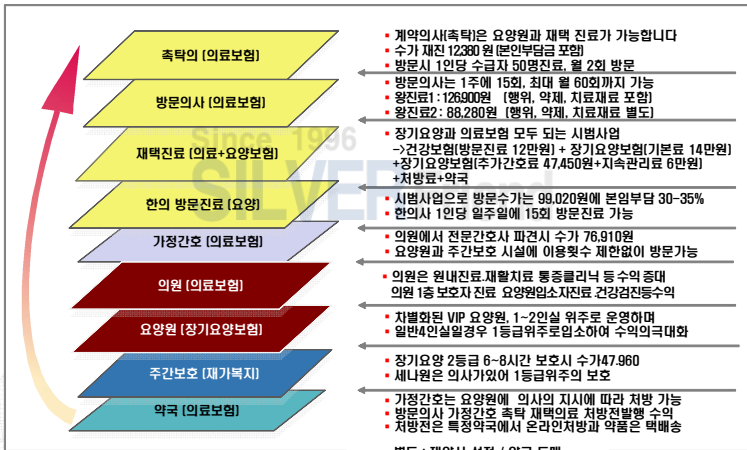 촉탁의 (의료보험)
방문의사 (의료보험)
재택진료 (의료+요양보험)
한의 방문진료 (요양)
가정간호 (의료보험)
의원 (의료보험)
요양원 (장기요양보험)
주간보호 (재가복지)
약국 (의료보험)
▪ 계약의사(촉탁)은 요양원과 재택 진료가 가능합니다
▪ 수가 재진 12,380 원 (본인부담금 포함)
▪ 방문시 1인당 수급자 50명진료, 월 2회 방문
▪ 방문의사는 1주에 15회, 최대 월 60회까지 가능
▪ 왕진료1 : 126,900원 (행위, 약제, 치료재료 포함)
▪ 왕진료2 : 88,280원 (행위, 약제, 치료재료 별도)
▪ 장기요양과 의료보험 모두 되는 시범사업
->건강보험(방문진료 12만원) + 장기요양보험(기본료 14만원)
+장기요양보험(추가간호료 47,450원+지속관리료 6만원)
+처방료+약국
▪ 시범사업으로 방문수가는 99,020원에 본임부담 30-35%
▪ 한의사 1인당 일주일에 15회 방문진료 가능
▪ 의원에서 전문간호사 파견시 수가 76,910원
▪ 요양원과 주간보호 시설에 이용횟수 제한없이 방문가능
▪ 의원은 원내진료.재활치료 통증클리닉 등 수익 증대
의원 1층 보호자 진료 요양원입소자진료 .건강검진등수익
▪ 차별화된 VIP 요양원, 1~2인실 위주로 운영하며
▪ 일반4인실일경우 1등급위주로입소하여 수익의극대화
▪ 장기요양 2등급 6~8시간 보호시 수가47.960
▪ 세나원은 의사가있어 1등급위주의 보호
▪ 가정간호는 요양원에 의사의 지시에 따라 처방 가능
▪ 방문의사 가정간호 촉탁 재택의료 처방전발행 수익
▪ 처방전은 특정약국에서 온라인처방과 약품은 택배송
Since 1996
SILVER